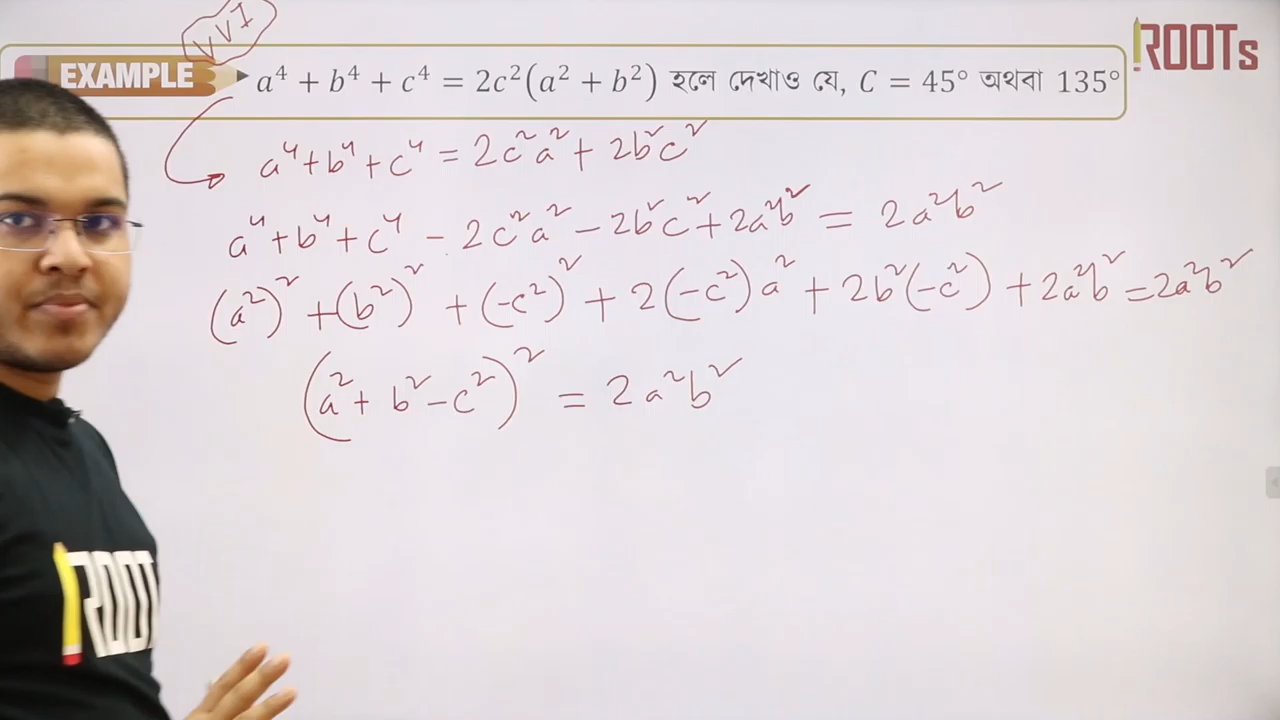 VVI
ROOTs
EXAMPLE a⁴ + b⁴ + c⁴ = 2c²(a² + b²) হলে দেখাও যে, C = 45° অথবা 135°
a⁴ + b⁴ + c⁴ = 2c²a² + 2b²c²
a⁴ + b⁴ + c⁴ - 2c²a² - 2b²c² + 2a²b² = 2a²b²
(a²)² + (b²)² + (-c²)² + 2(-c²)a² + 2b²(-c²) + 2a²b² = 2a²b²
(a² + b² - c²)² = 2a²b²
ROOT